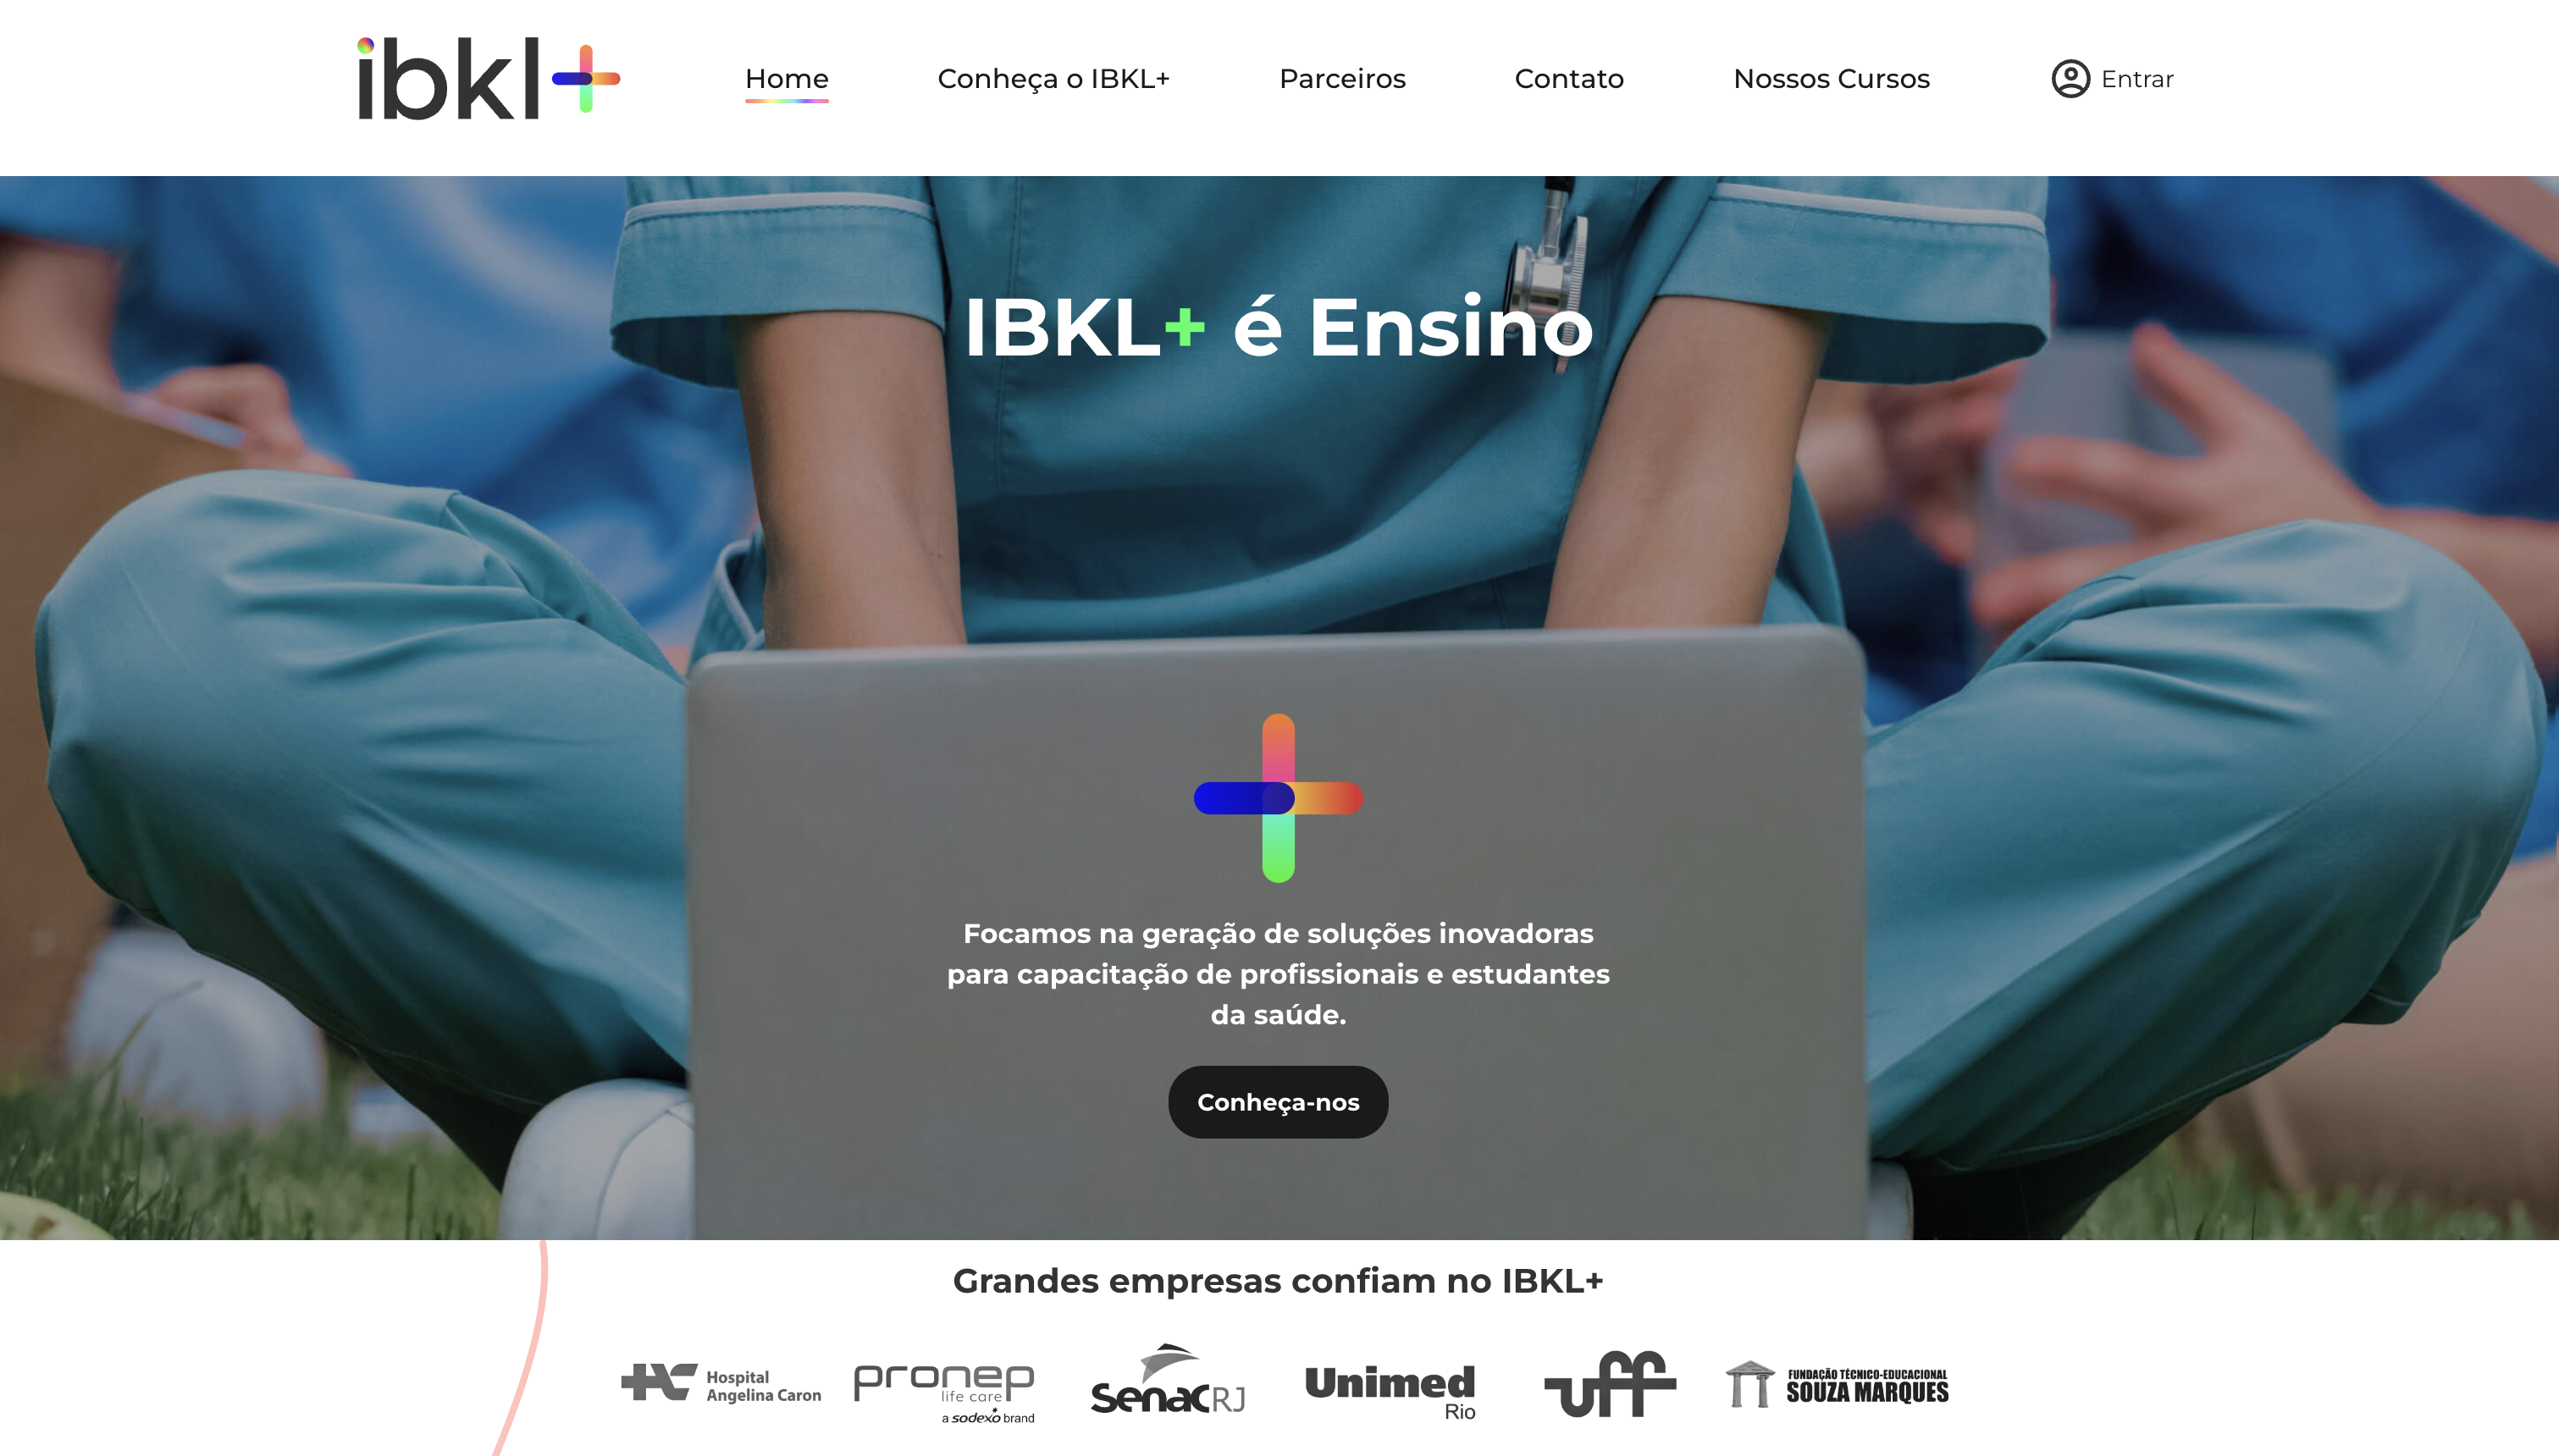 ibkl+
Home
Conheça o IBKL+
Parceiros
Contato
Nossos Cursos
Entrar
IBKL+ é Ensino
Focamos na geração de soluções inovadoras
para capacitação de profissionais e estudantes
da saúde.
Conheça-nos
Grandes empresas confiam no IBKL+
Hospital
Angelina Caron
pronep
life care
a sodexo brand
Senac RJ
Unimed
Rio
uff
FUNDAÇÃO TÉCNICO-EDUCACIONAL
SOUZA MARQUES